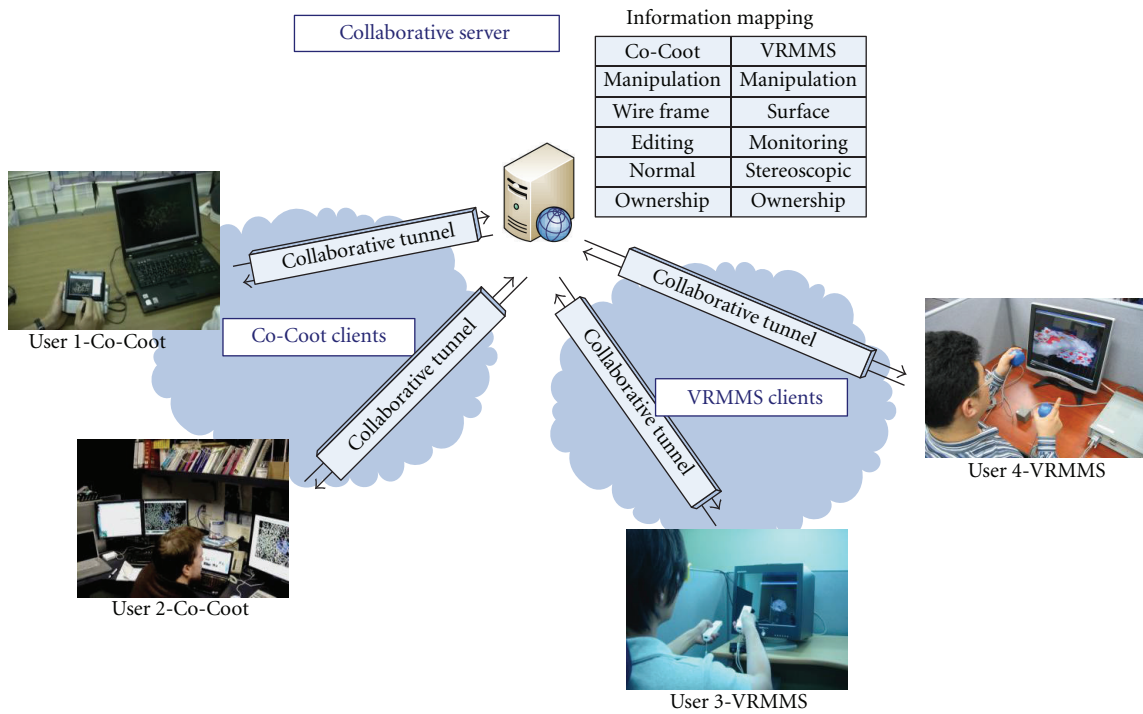 Collaborative server
Information mapping
Co-Coot VRMMS
Manipulation Manipulation
Wire frame Surface
Editing Monitoring
Normal Stereoscopic
Ownership Ownership
Collaborative tunnel
Collaborative tunnel
Collaborative tunnel
Collaborative tunnel
Co-Coot clients
VRMMS clients
User 1-Co-Coot
User 2-Co-Coot
User 4-VRMMS
User 3-VRMMS